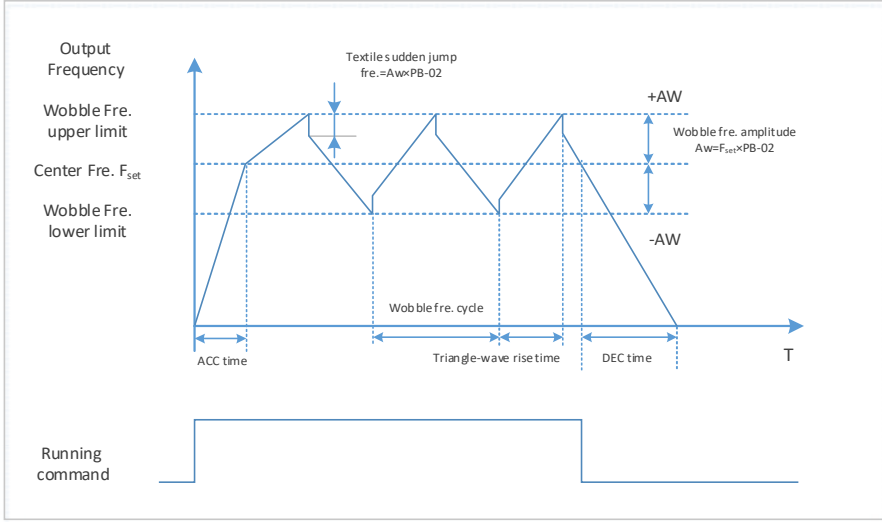 Output
Frequency
Textiles udden jump
fre.=Aw×PB-02
Wobble Fre.
upper limit
+AW
Wobble fre. amplitude
Aw=Fset×PB-02
Center Fre. Fset
Wobble Fre.
lower limit
-AW
Wobble fre. cycle
ACC time
Triangle-wave rise time
DEC time
T
Running
command